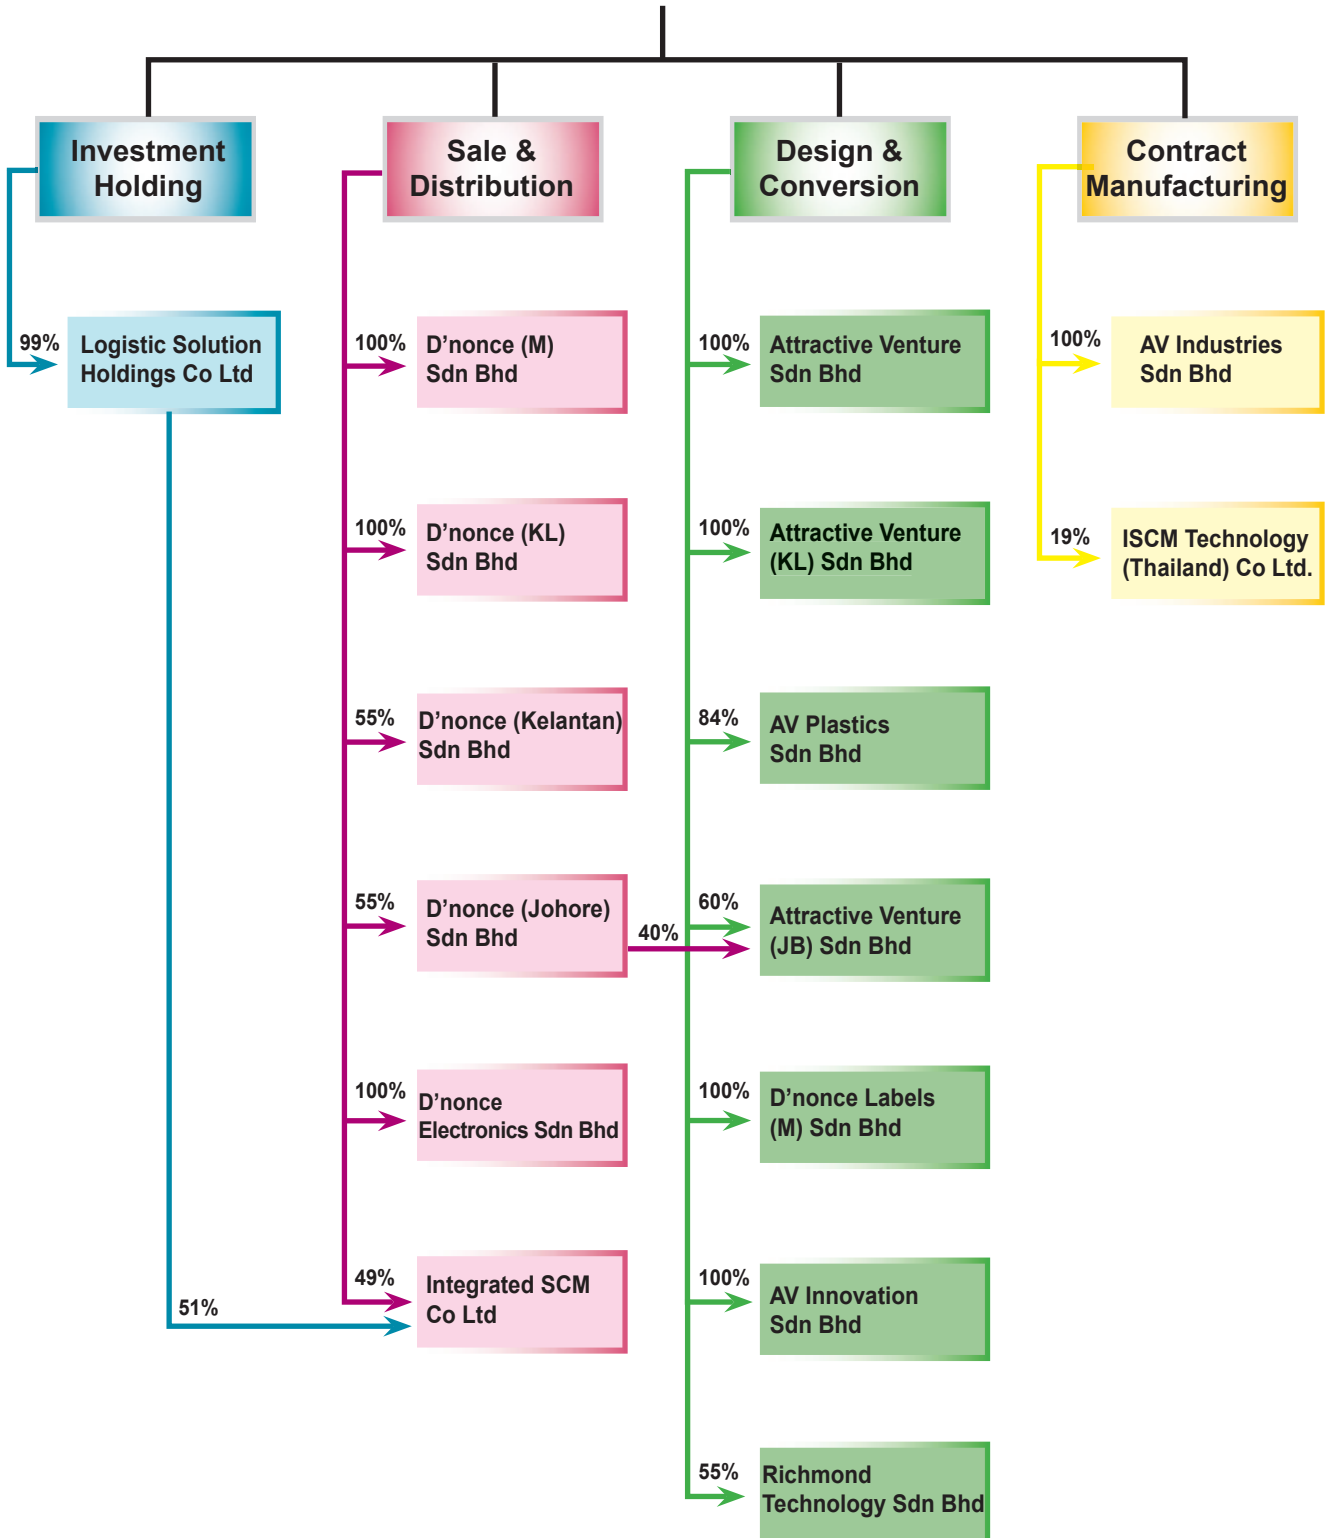 Investment
Holding
Sale &
Distribution
Design &
Conversion
Contract
Manufacturing
99%
Logistic Solution
Holdings Co Ltd
51%
100%
D'nonce (M)
Sdn Bhd
100%
D'nonce (KL)
Sdn Bhd
55%
D'nonce (Kelantan)
Sdn Bhd
55%
D'nonce (Johore)
Sdn Bhd
40%
100%
D'nonce
Electronics Sdn Bhd
49%
Integrated SCM
Co Ltd
100%
Attractive Venture
Sdn Bhd
100%
Attractive Venture
(KL) Sdn Bhd
84%
AV Plastics
Sdn Bhd
60%
Attractive Venture
(JB) Sdn Bhd
100%
D'nonce Labels
(M) Sdn Bhd
100%
AV Innovation
Sdn Bhd
55%
Richmond
Technology Sdn Bhd
100%
AV Industries
Sdn Bhd
19%
ISCM Technology
(Thailand) Co Ltd.